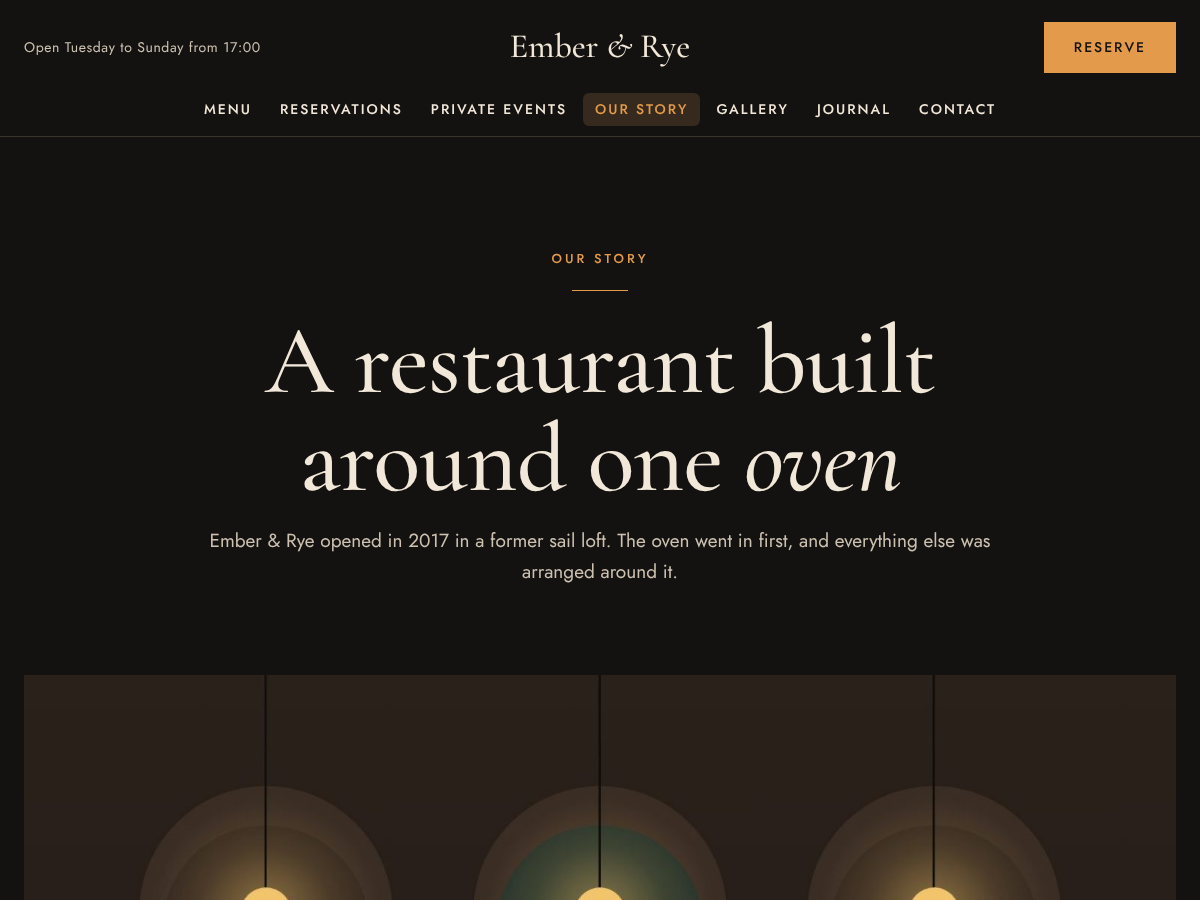 Open Tuesday to Sunday from 17:00
Ember & Rye
RESERVE
MENU RESERVATIONS PRIVATE EVENTS OUR STORY GALLERY JOURNAL CONTACT
OUR STORY
A restaurant built
around one oven
Ember & Rye opened in 2017 in a former sail loft. The oven went in first, and everything else was
arranged around it.